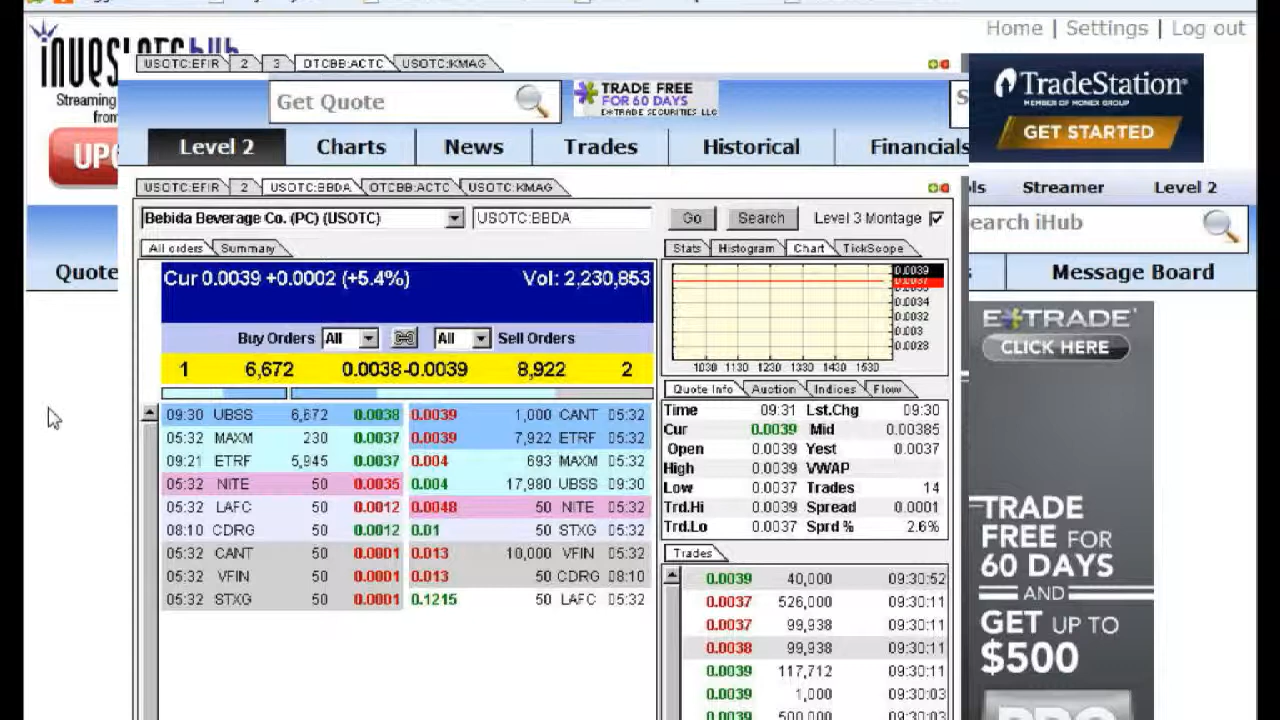 Home | Settings | Log out
Streaming
from
UPG
USOTC:EFIR 2 3 OTCBB:ACTC USOTC:KMAG
Get Quote
TRADE FREE
FOR 60 DAYS
E*TRADE SECURITIES LLC
TradeStation
MEMBER OF MONEX GROUP
GET STARTED
Level 2 Charts News Trades Historical Financials
Streamer Level 2
earch iHub
Quote
Message Board
USOTC:EFIR 2 USOTC:BBDA OTCBB:ACTC USOTC:KMAG
Bebida Beverage Co. (PC) (USOTC) USOTC:BBDA Go Search Level 3 Montage
All orders Summary
Stats Histogram Chart TickScope
Cur 0.0039 +0.0002 (+5.4%) Vol: 2,230,853
Buy Orders All All Sell Orders
1 6,672 0.0038-0.0039 8,922 2
09:30 UBSS 6,672 0.0038 0.0039 1,000 CANT 05:32
05:32 MAXM 230 0.0037 0.0039 7,922 ETRF 05:32
09:21 ETRF 5,945 0.0037 0.004 693 MAXM 05:32
05:32 NITE 50 0.0035 0.004 17,980 UBSS 09:30
05:32 LAFC 50 0.0012 0.0048 50 NITE 05:32
08:10 CDRG 50 0.0012 0.01 50 STXG 05:32
05:32 CANT 50 0.0001 0.013 10,000 VFIN 05:32
05:32 VFIN 50 0.0001 0.013 50 CDRG 08:10
05:32 STXG 50 0.0001 0.1215 50 LAFC 05:32
0.0039
0.0037
0.0034
0.0032
0.003
0.0028
1030 1130 1230 1330 1430 1530
Quote Info Auction Indices Flow
Time 09:31 Lst.Chg 09:30
Cur 0.0039 Mid 0.00385
Open 0.0039 Yest 0.0037
High 0.0039 VWAP
Low 0.0037 Trades 14
Trd.Hi 0.0039 Spread 0.0001
Trd.Lo 0.0037 Sprd % 2.6%
Trades
0.0039 40,000 09:30:52
0.0037 526,000 09:30:11
0.0037 99,938 09:30:11
0.0038 99,938 09:30:11
0.0039 117,712 09:30:11
0.0039 1,000 09:30:03
0.0039 500,000 09:30:03
E*TRADE
CLICK HERE
TRADE
FREE FOR
60 DAYS
AND
GET UP TO
$500